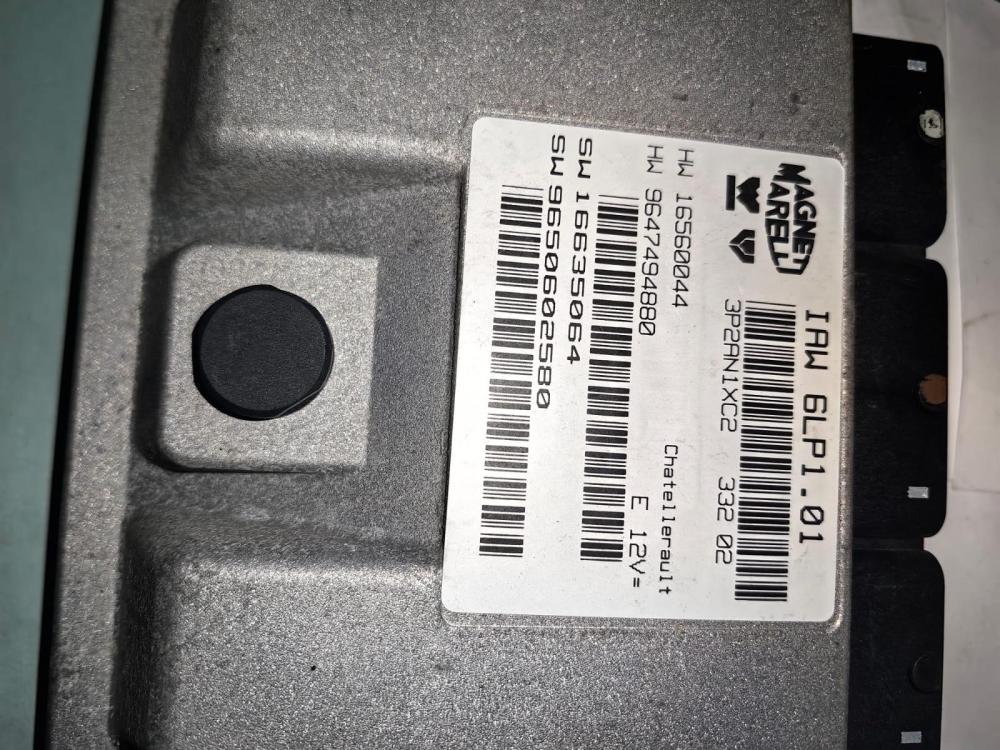 MAGNETI
MARELLI
IAW 6LP1.01
3P2AN1XC2 332 02
HW 16560044
HW 9647494880
Chatellerault
E 12V=
SW 16635064
SW 9650602580